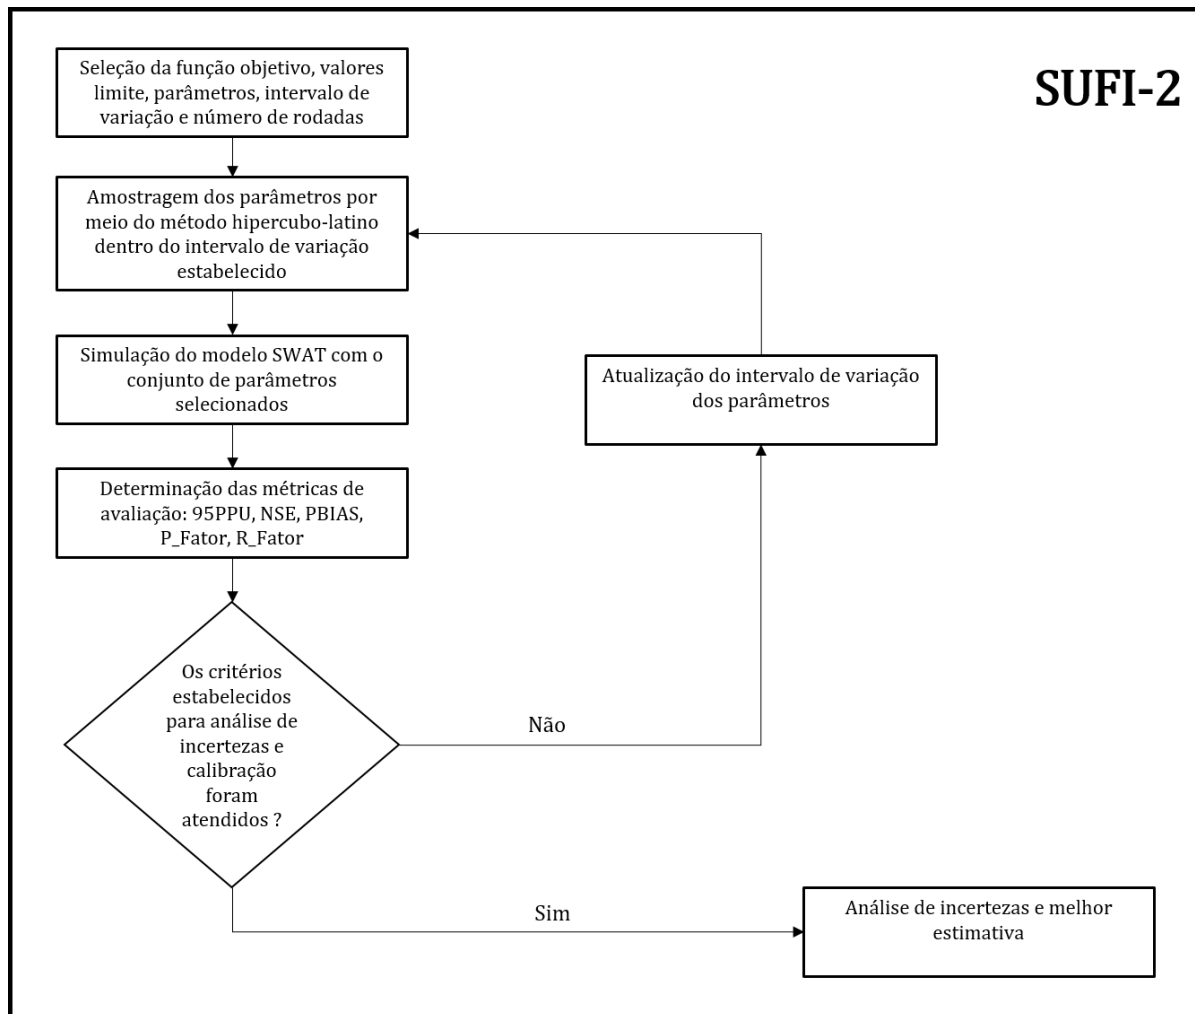 SUFI-2
Seleção da função objetivo, valores
limite, parâmetros, intervalo de
variação e número de rodadas
Amostragem dos parâmetros por
meio do método hipercubo-latino
dentro do intervalo de variação
estabelecido
Simulação do modelo SWAT com o
conjunto de parâmetros
selecionados
Atualização do intervalo de variação
dos parâmetros
Determinação das métricas de
avaliação: 95PPU, NSE, PBIAS,
P_Fator, R_Fator
Os critérios
estabelecidos
para análise de
incertezas e
calibração
foram
atendidos ?
Não
Sim
Análise de incertezas e melhor
estimativa